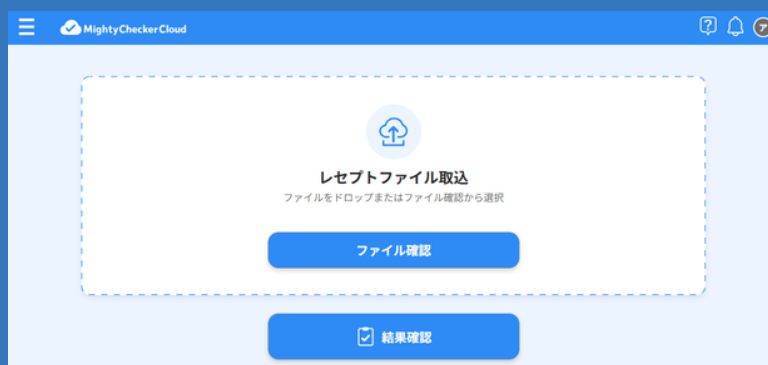 MightyCheckerCloud
ア
レセプトファイル取込
ファイルをドロップまたはファイル確認から選択
ファイル確認
結果確認